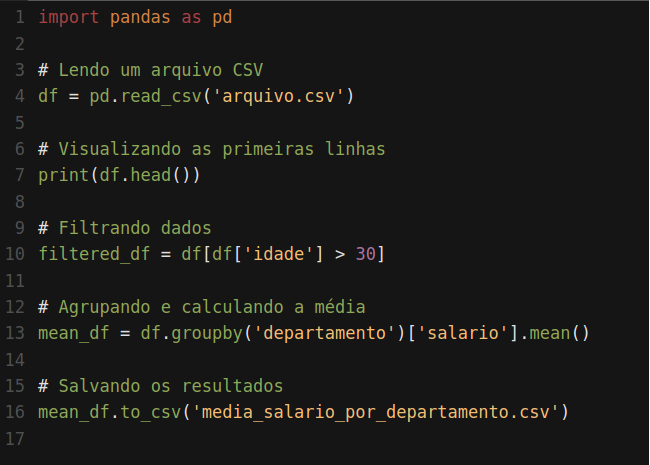 1 import pandas as pd
2
3 # Lendo um arquivo CSV
4 df = pd.read_csv('arquivo.csv')
5
6 # Visualizando as primeiras linhas
7 print(df.head())
8
9 # Filtrando dados
10 filtered_df = df[df['idade'] > 30]
11
12 # Agrupando e calculando a média
13 mean_df = df.groupby('departamento')['salario'].mean()
14
15 # Salvando os resultados
16 mean_df.to_csv('media_salario_por_departamento.csv')
17